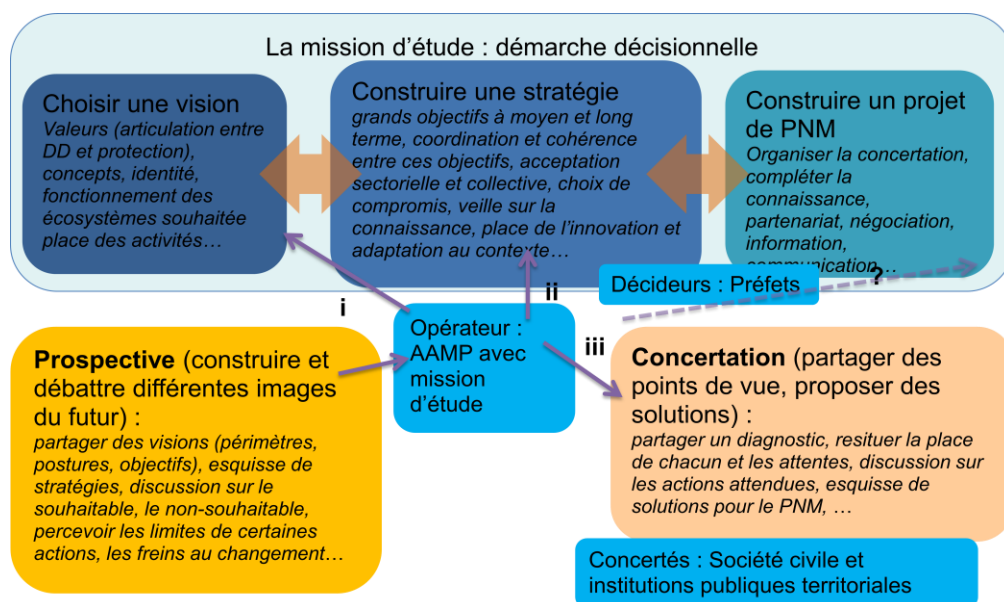 La mission d’étude : démarche décisionnelle
Choisir une vision
Valeurs (articulation entre
DD et protection),
concepts, identité,
fonctionnement des
écosystèmes souhaitée
place des activités…
Construire une stratégie
grands objectifs à moyen et long
terme, coordination et cohérence
entre ces objectifs, acceptation
sectorielle et collective, choix de
compromis, veille sur la
connaissance, place de l’innovation et
adaptation au contexte…
Construire un projet
de PNM
Organiser la concertation,
compléter la
connaissance,
partenariat, négociation,
information,
communication…
Décideurs : Préfets
?
i
ii
iii
Opérateur :
AAMP avec
mission
d’étude
Prospective (construire et
débattre différentes images
du futur) :
partager des visions (périmètres,
postures, objectifs), esquisse de
stratégies, discussion sur le
souhaitable, le non-souhaitable,
percevoir les limites de certaines
actions, les freins au changement…
Concertation (partager des
points de vue, proposer des
solutions) :
partager un diagnostic, resituer la place
de chacun et les attentes, discussion sur
les actions attendues, esquisse de
solutions pour le PNM, …
Concertés : Société civile et
institutions publiques territoriales